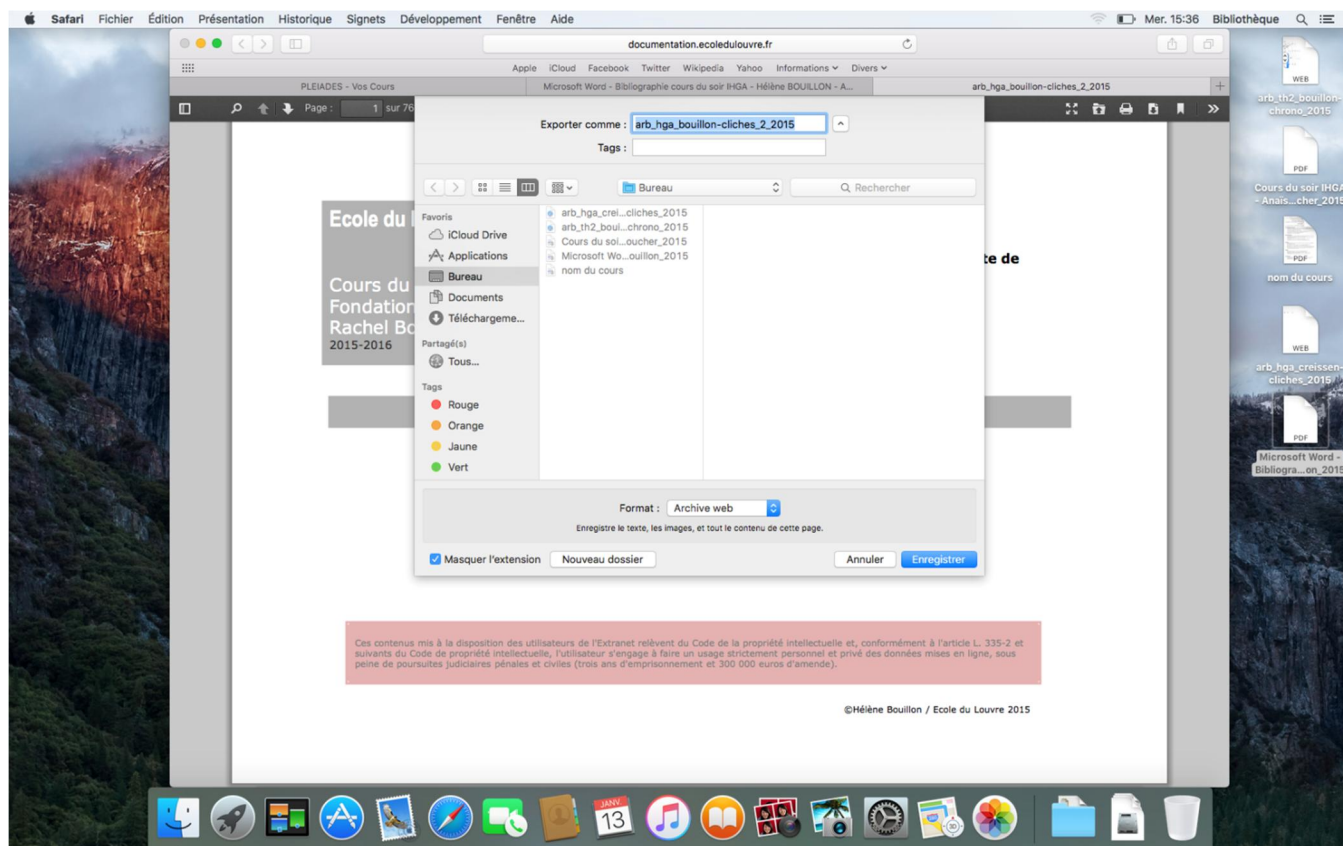 Safari Fichier Édition Présentation Historique Signets Développement Fenêtre Aide Mer. 15:36 Bibliothèque
documentation.ecoledulouvre.fr
Apple iCloud Facebook Twitter Wikipedia Yahoo Informations Divers
PLEIADES - Vos Cours Microsoft Word - Bibliographie cours du soir IHGA - Hélène BOUILLON - A... arb_hga_bouillon-cliches_2_2015
Page : 1 sur 76
Exporter comme : arb_hga_bouillon-cliches_2_2015
Tags :
Bureau Rechercher
Favoris
iCloud Drive
Applications
Bureau
Documents
Téléchargeme...
Partagé(s)
Tous...
Tags
Rouge
Orange
Jaune
Vert
arb_hga_crei...cliches_2015
arb_th2_boui...chrono_2015
Cours du soi...oucher_2015
Microsoft Wo...ouillon_2015
nom du cours
Format : Archive web
Enregistre le texte, les images, et tout le contenu de cette page.
Masquer l'extension Nouveau dossier Annuler Enregistrer
Ecole du
Cours du
Fondation
Rachel Bo
2015-2016
te de
Ces contenus mis à la disposition des utilisateurs de l'Extranet relèvent du Code de la propriété intellectuelle et, conformément à l'article L. 335-2 et
suivants du Code de propriété intellectuelle, l'utilisateur s'engage à faire un usage strictement personnel et privé des données mises en ligne, sous
peine de poursuites judiciaires pénales et civiles (trois ans d'emprisonnement et 300 000 euros d'amende).
©Hélène Bouillon / Ecole du Louvre 2015
WEB
arb_th2_bouillon-
chrono_2015
PDF
Cours du soir IHGA
- Anaïs...cher_2015
PDF
nom du cours
WEB
arb_hga_creissen-
cliches_2015
PDF
Microsoft Word -
Bibliogra...on_2015
JANV
13
3D